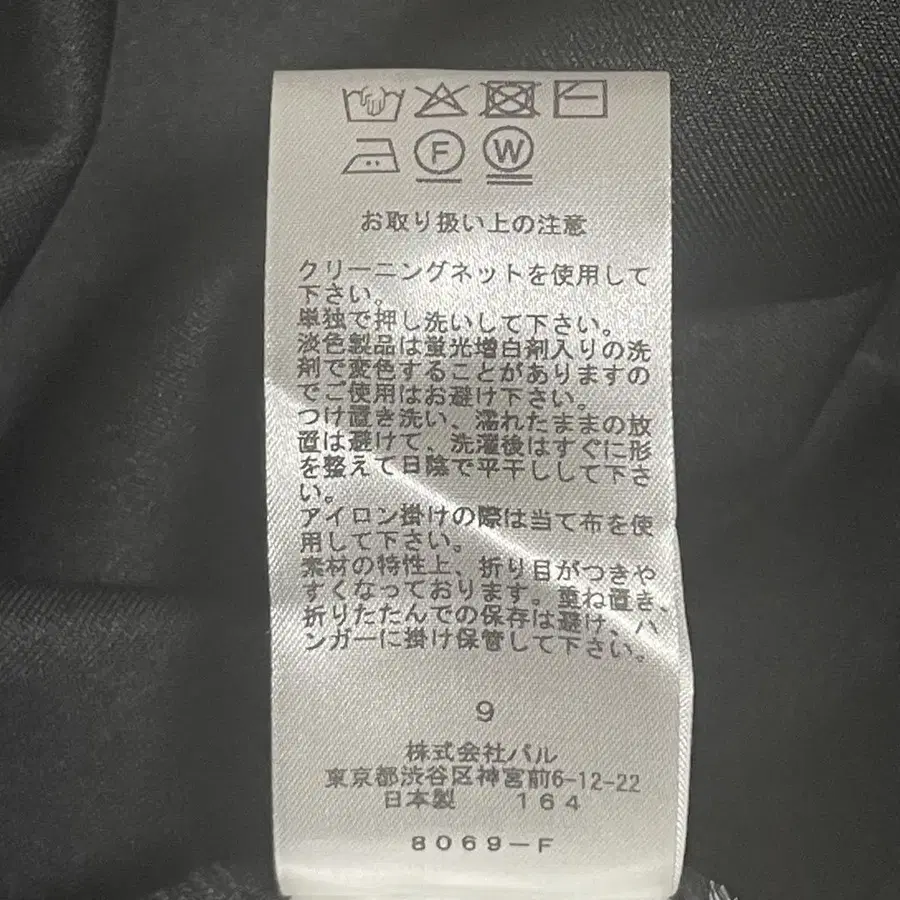 F W
お取り扱い上の注意
クリーニングネットを使用して
下さい。
単独で押し洗いして下さい。
淡色製品は蛍光増白剤入りの洗
剤で変色することがありますの
でご使用はお避け下さい。
つけ置き洗い、濡れたままの放
置は避けて、洗濯後はすぐに形
を整えて日陰で平干しして下さ
い。
アイロン掛けの際は当て布を使
用して下さい。
素材の特性上、折り目がつきや
すくなっております。重ね置き、
折りたたんでの保存は避け、ハ
ンガーに掛け保管して下さい。
9
株式会社パル
東京都渋谷区神宮前6-12-22
日本製 164
8069-F